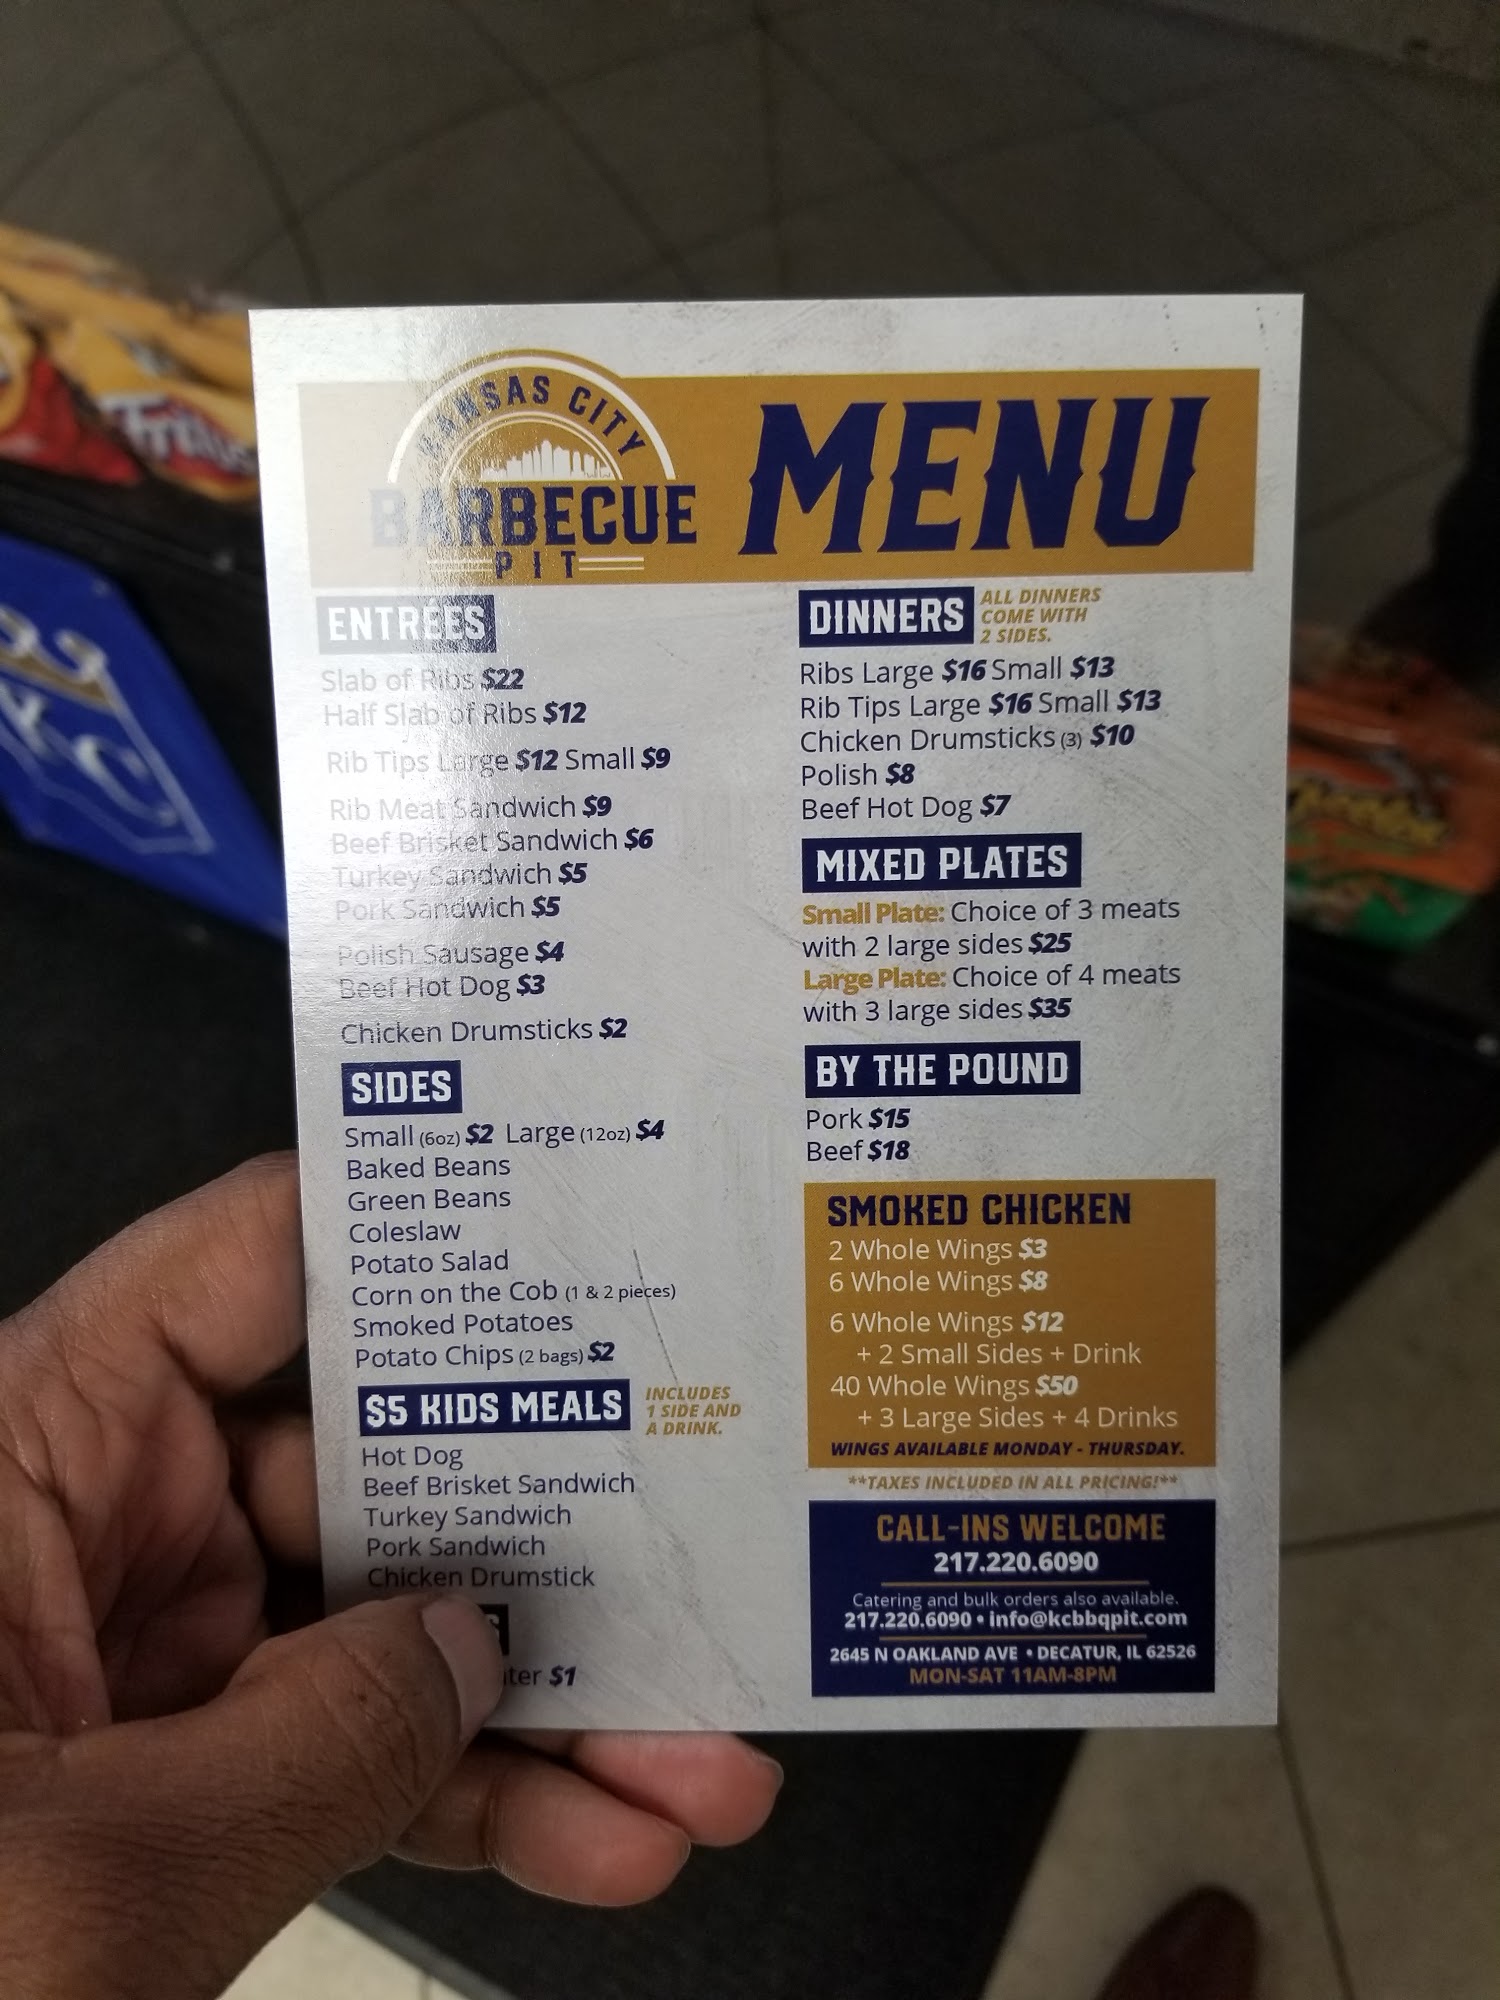 KANSAS CITY
BARBECUE
PIT
MENU
ENTRÉES
Slab of Ribs $22
Half Slab of Ribs $12
Rib Tips Large $12 Small $9
Rib Meat Sandwich $9
Beef Brisket Sandwich $6
Turkey Sandwich $5
Pork Sandwich $5
Polish Sausage $4
Beef Hot Dog $3
Chicken Drumsticks $2
SIDES
Small (6oz) $2 Large (12oz) $4
Baked Beans
Green Beans
Coleslaw
Potato Salad
Corn on the Cob (1 & 2 pieces)
Smoked Potatoes
Potato Chips (2 bags) $2
$5 KIDS MEALS
INCLUDES
1 SIDE AND
A DRINK.
Hot Dog
Beef Brisket Sandwich
Turkey Sandwich
Pork Sandwich
Chicken Drumstick
$1
DINNERS
ALL DINNERS
COME WITH
2 SIDES.
Ribs Large $16 Small $13
Rib Tips Large $16 Small $13
Chicken Drumsticks (3) $10
Polish $8
Beef Hot Dog $7
MIXED PLATES
Small Plate: Choice of 3 meats
with 2 large sides $25
Large Plate: Choice of 4 meats
with 3 large sides $35
BY THE POUND
Pork $15
Beef $18
SMOKED CHICKEN
2 Whole Wings $3
6 Whole Wings $8
6 Whole Wings $12
+ 2 Small Sides + Drink
40 Whole Wings $50
+ 3 Large Sides + 4 Drinks
WINGS AVAILABLE MONDAY - THURSDAY.
**TAXES INCLUDED IN ALL PRICING!**
CALL-INS WELCOME
217.220.6090
Catering and bulk orders also available.
217.220.6090 • info@kcbbqpit.com
2645 N OAKLAND AVE • DECATUR, IL 62526
MON-SAT 11AM-8PM
Fritos
KC